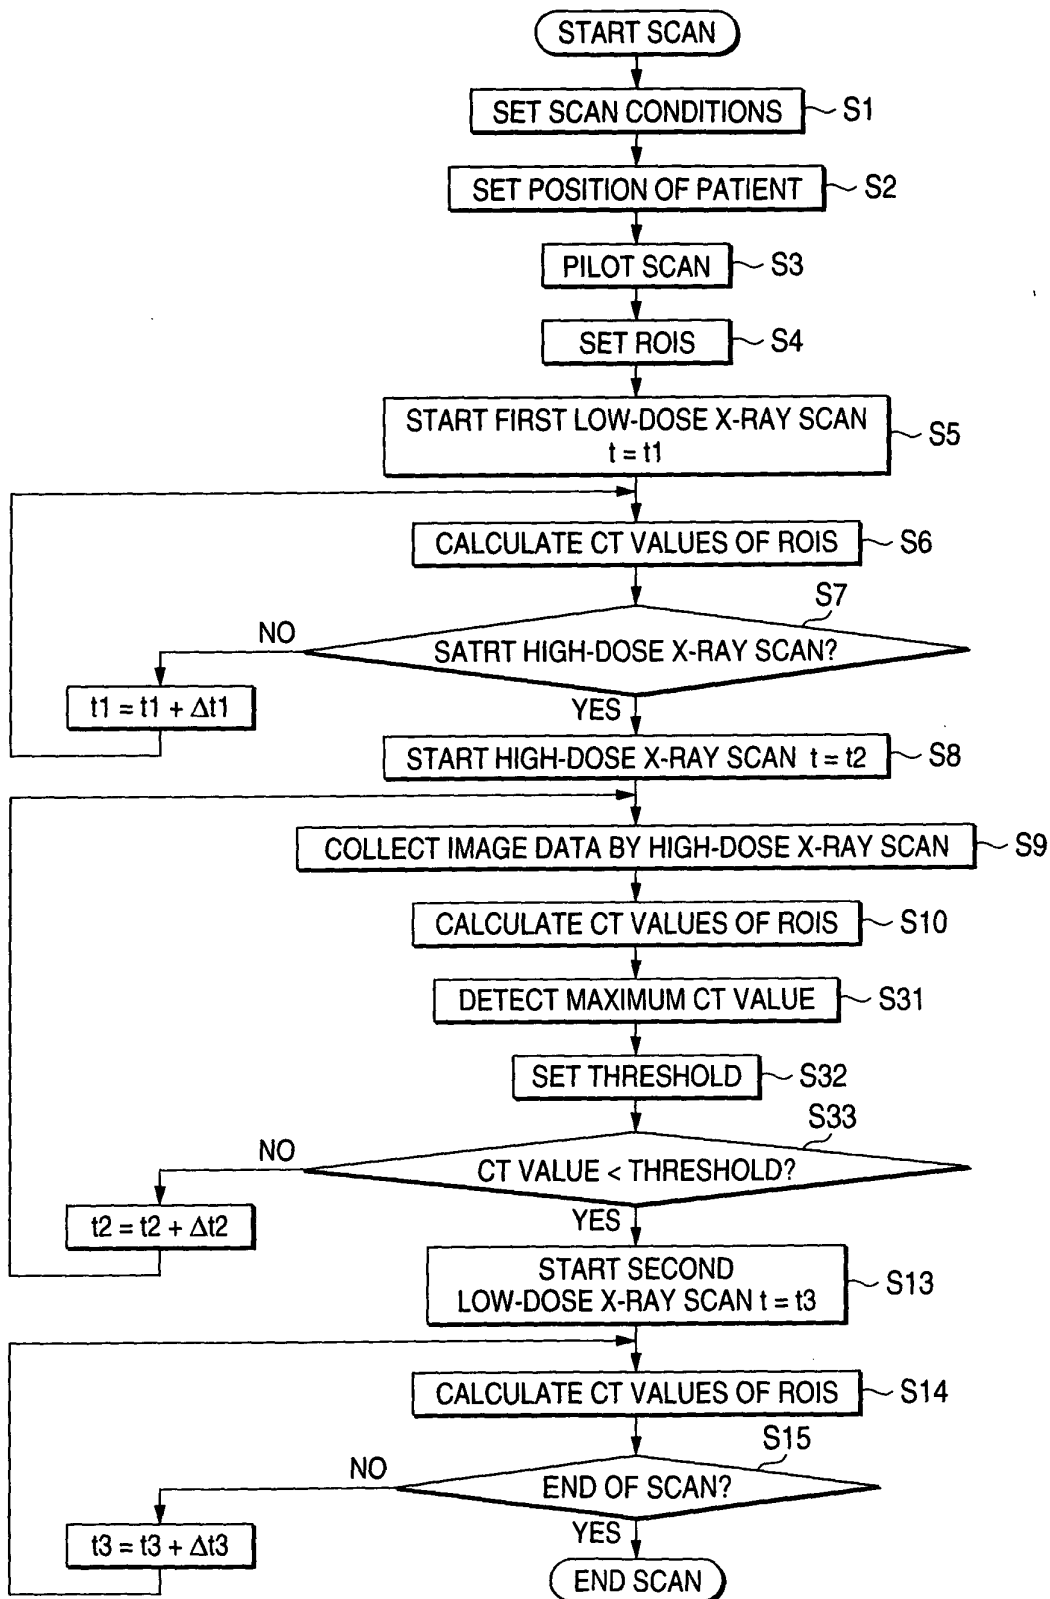 START SCAN
SET SCAN CONDITIONS S1
SET POSITION OF PATIENT S2
PILOT SCAN S3
SET ROIS S4
START FIRST LOW-DOSE X-RAY SCAN
t = t1
S5
CALCULATE CT VALUES OF ROIS S6
S7
NO
SATRT HIGH-DOSE X-RAY SCAN?
t1 = t1 + Δt1
YES
START HIGH-DOSE X-RAY SCAN t = t2 S8
COLLECT IMAGE DATA BY HIGH-DOSE X-RAY SCAN S9
CALCULATE CT VALUES OF ROIS S10
DETECT MAXIMUM CT VALUE S31
SET THRESHOLD S32
S33
NO
CT VALUE < THRESHOLD?
t2 = t2 + Δt2
YES
START SECOND
LOW-DOSE X-RAY SCAN t = t3
S13
CALCULATE CT VALUES OF ROIS S14
S15
NO
END OF SCAN?
t3 = t3 + Δt3
YES
END SCAN